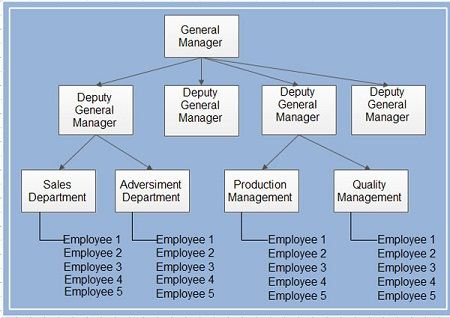 General
Manager
Deputy
General
Manager
Deputy
General
Manager
Deputy
General
Manager
Deputy
General
Manager
Sales
Department
Adversiment
Department
Production
Management
Quality
Management
Employee 1
Employee 2
Employee 3
Employee 4
Employee 5
Employee 1
Employee 2
Employee 3
Employee 4
Employee 5
Employee 1
Employee 2
Employee 3
Employee 4
Employee 5
Employee 1
Employee 2
Employee 3
Employee 4
Employee 5